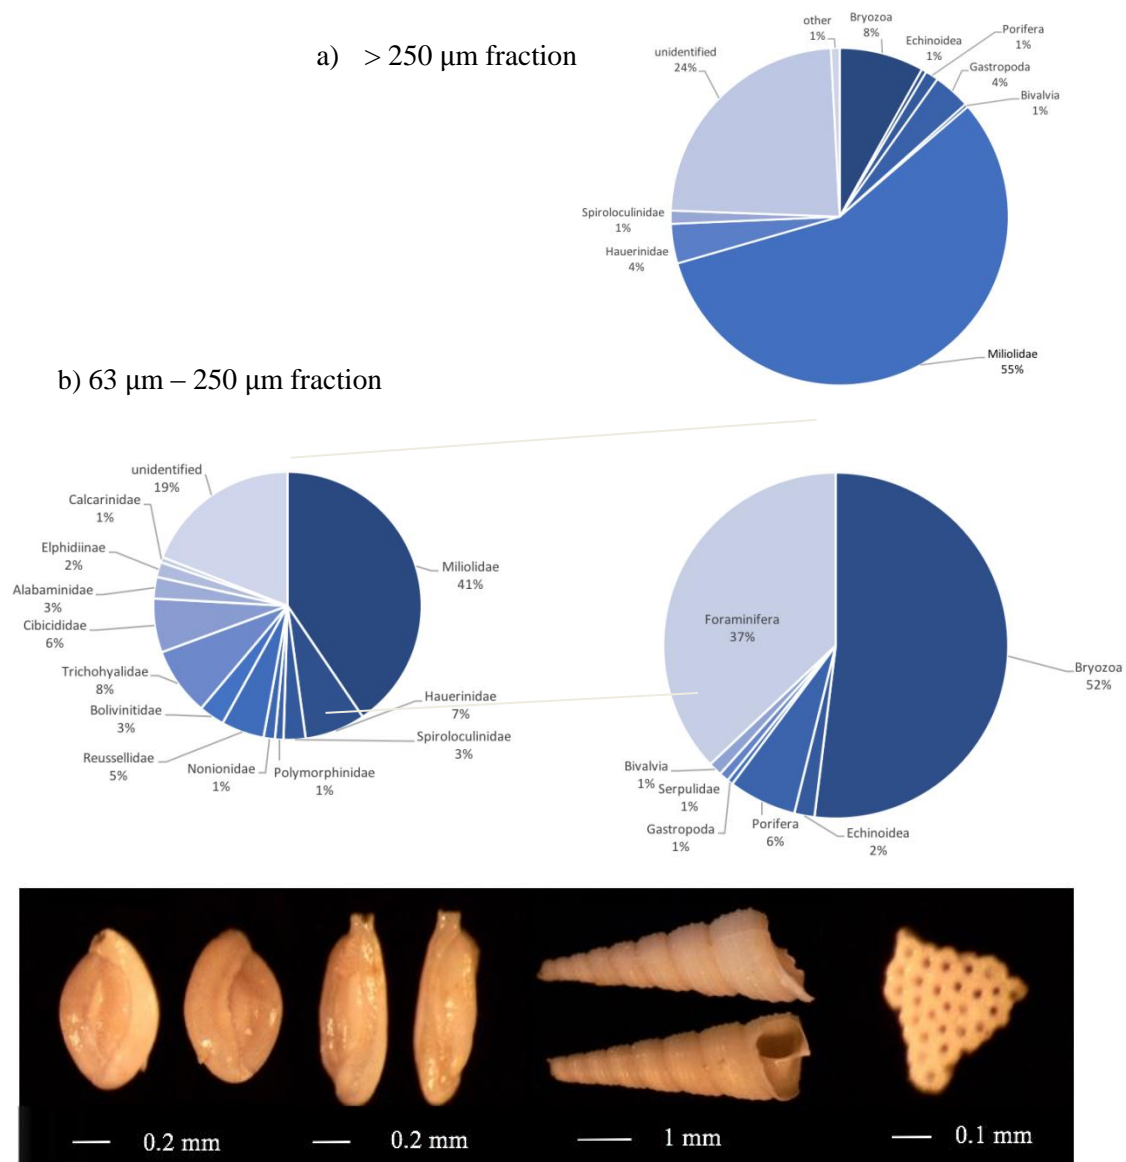 a) > 250 μm fraction
other
1%
Bryozoa
8%
Echinoidea
1%
Porifera
1%
Gastropoda
4%
Bivalvia
1%
unidentified
24%
Spiroloculinidae
1%
Hauerinidae
4%
Miliolidae
55%
b) 63 μm – 250 μm fraction
unidentified
19%
Calcarinidae
1%
Elphidiinae
2%
Alabaminidae
3%
Cibicididae
6%
Trichohyalidae
8%
Bolivinitidae
3%
Reussellidae
5%
Nonionidae
1%
Polymorphinidae
1%
Spiroloculinidae
3%
Hauerinidae
7%
Miliolidae
41%
Foraminifera
37%
Bryozoa
52%
Bivalvia
1%
Serpulidae
1%
Gastropoda
1%
Porifera
6%
Echinoidea
2%
0.2 mm
0.2 mm
1 mm
0.1 mm